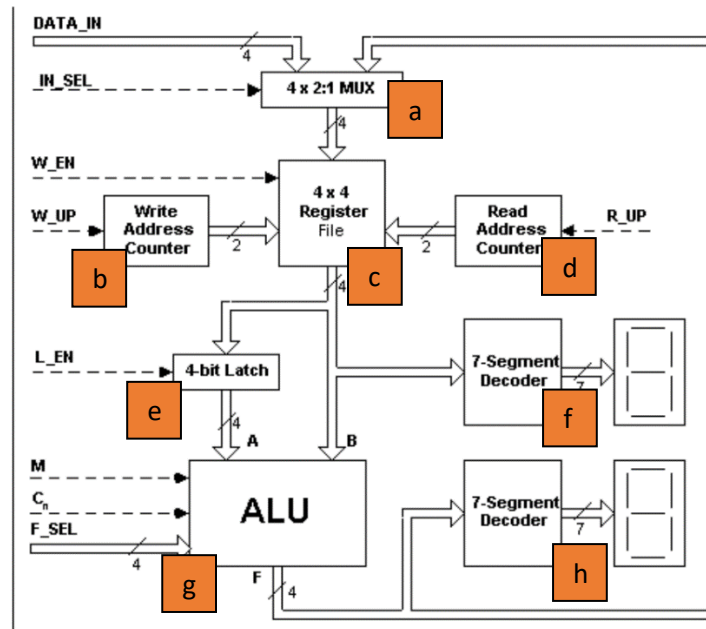 DATA_IN
4
IN_SEL
4 x 2:1 MUX
a
4
W_EN
4 x 4
Register
File
W_UP
Write
Address
Counter
2
b
c
2
Read
Address
Counter
R_UP
d
4
L_EN
4-bit Latch
e
4
7-Segment
Decoder
7
f
A
B
M
Cn
F_SEL
4
ALU
g
F
4
7-Segment
Decoder
7
h